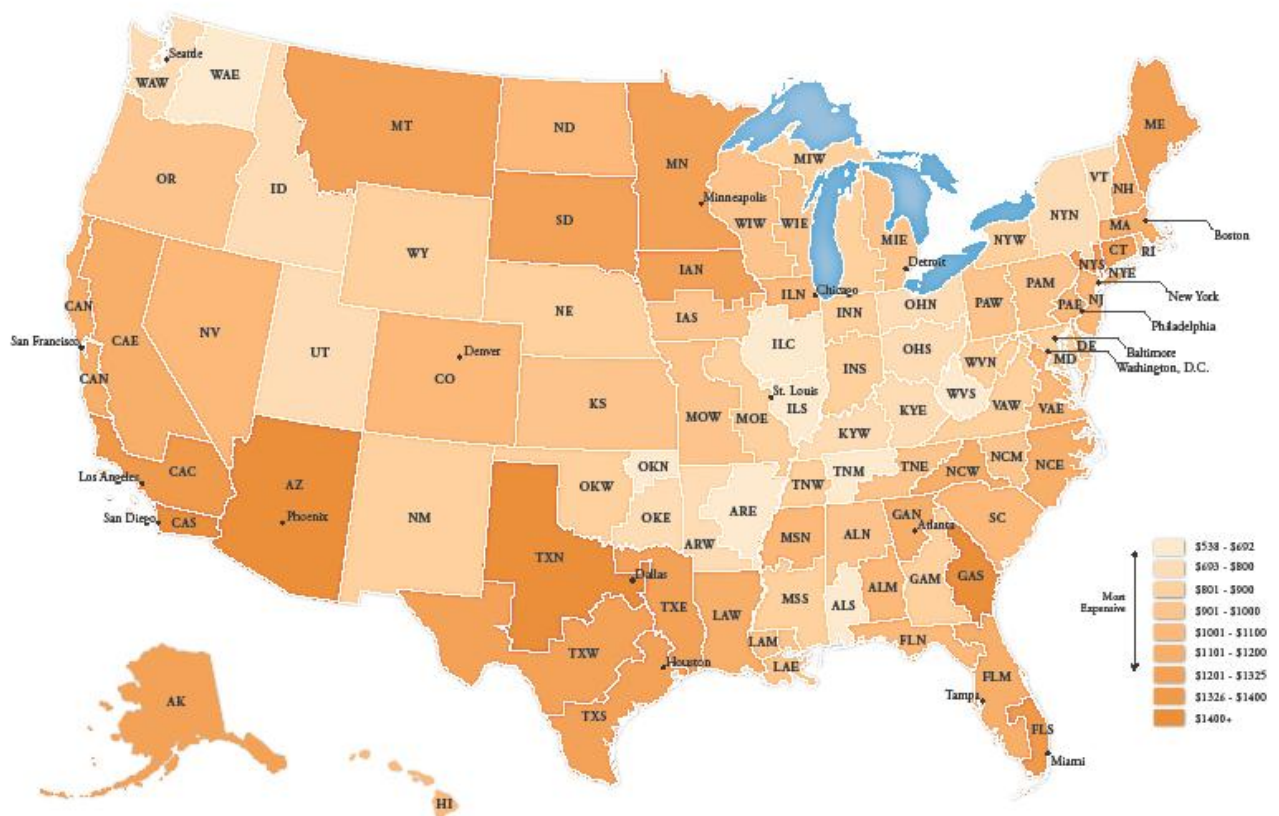 Seattle
WAW
WAE
MT
ND
MN
ME
OR
ID
MIW
VT
NH
SD
Minneapolis
WIW
WIE
MIE
NYN
NYW
MA
Boston
WY
IAN
Detroit
NYS
CT
RI
NYE
ILN
Chicago
New York
CAN
NE
IAS
INN
OHN
PAW
PAM
PAE
NJ
Philadelphia
San Francisco
CAE
NV
UT
Denver
CO
ILC
OHS
DE
MD
Baltimore
Washington, D.C.
CAN
KS
St. Louis
ILS
INS
WVN
WVS
MOW
MOE
KYE
KYW
VAW
VAE
Los Angeles
CAC
AZ
OKN
TNM
TNE
NCW
NCM
NCE
San Diego
CAS
Phoenix
NM
OKW
OKE
ARE
ARW
TNW
SC
TXN
MSN
ALN
GAN
Atlanta
Dallas
TXE
LAW
MSS
ALS
ALM
GAM
GAS
TXW
Houston
LAM
LAE
FLN
FLM
TXS
Tampa
FLS
Miami
AK
HI
Most
Expensive
$538 - $692
$693 - $800
$801 - $900
$901 - $1000
$1001 - $1100
$1101 - $1200
$1201 - $1325
$1326 - $1400
$1400+